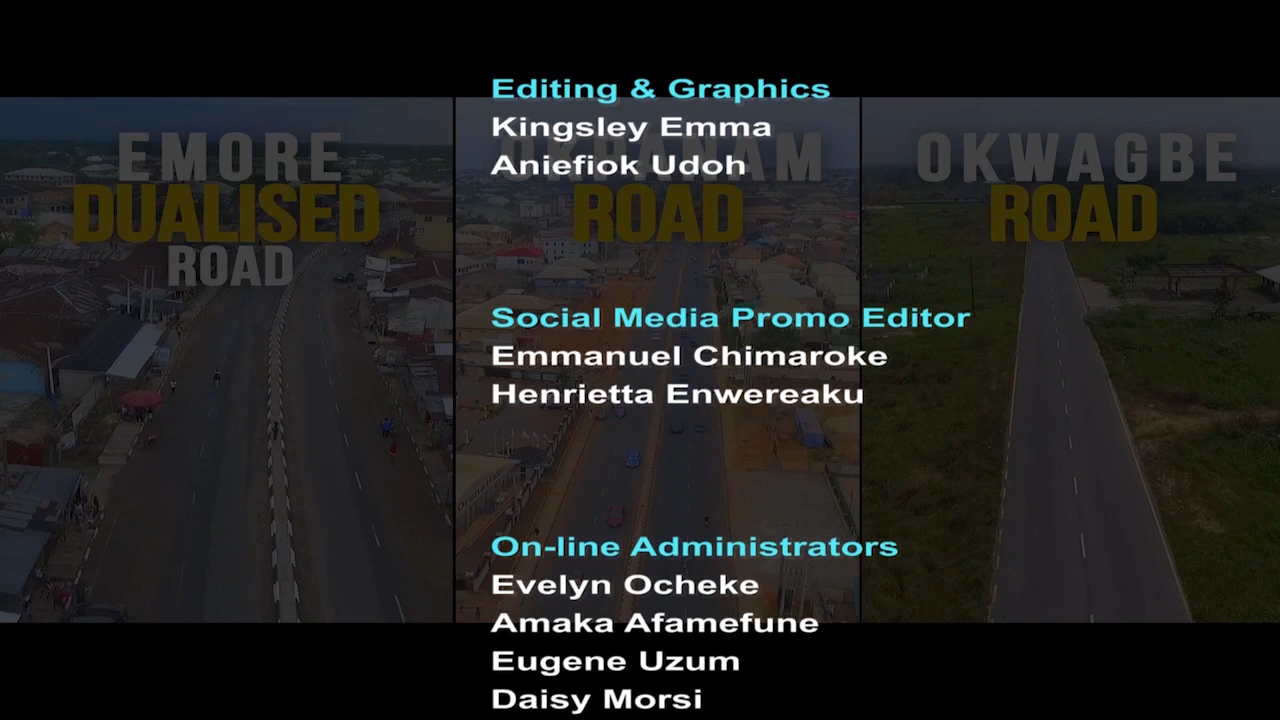 Editing & Graphics
Kingsley Emma
Aniefiok Udoh
Social Media Promo Editor
Emmanuel Chimaroke
Henrietta Enwereaku
On-line Administrators
Evelyn Ocheke
Amaka Afamefune
Eugene Uzum
Daisy Morsi
EMORE
DUALISED
ROAD
ROAD
OKWAGBE
ROAD